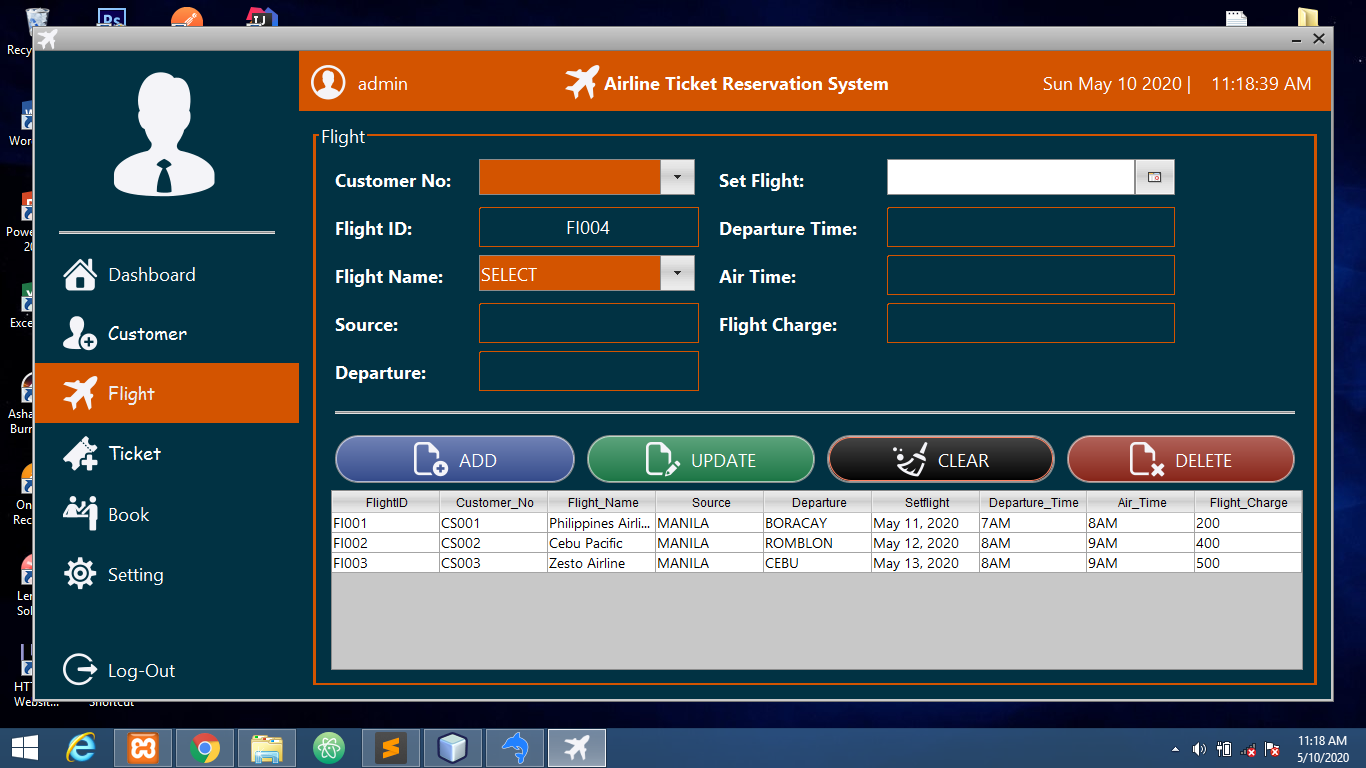 Ps
IJ
Recy
Wor
Powe
20
Exce
Asha
Burn
On
Rec
Ler
Sol
HT
Websit...
Shortcut
admin
Airline Ticket Reservation System
Sun May 10 2020 | 11:18:39 AM
Dashboard
Customer
Flight
Ticket
Book
Setting
Log-Out
Flight
Customer No:
Set Flight:
Flight ID: FI004
Departure Time:
Flight Name: SELECT
Air Time:
Source:
Flight Charge:
Departure:
ADD UPDATE CLEAR DELETE
FlightID Customer_No Flight_Name Source Departure Setflight Departure_Time Air_Time Flight_Charge
FI001 CS001 Philippines Airli... MANILA BORACAY May 11, 2020 7AM 8AM 200
FI002 CS002 Cebu Pacific MANILA ROMBLON May 12, 2020 8AM 9AM 400
FI003 CS003 Zesto Airline MANILA CEBU May 13, 2020 8AM 9AM 500
11:18 AM
5/10/2020